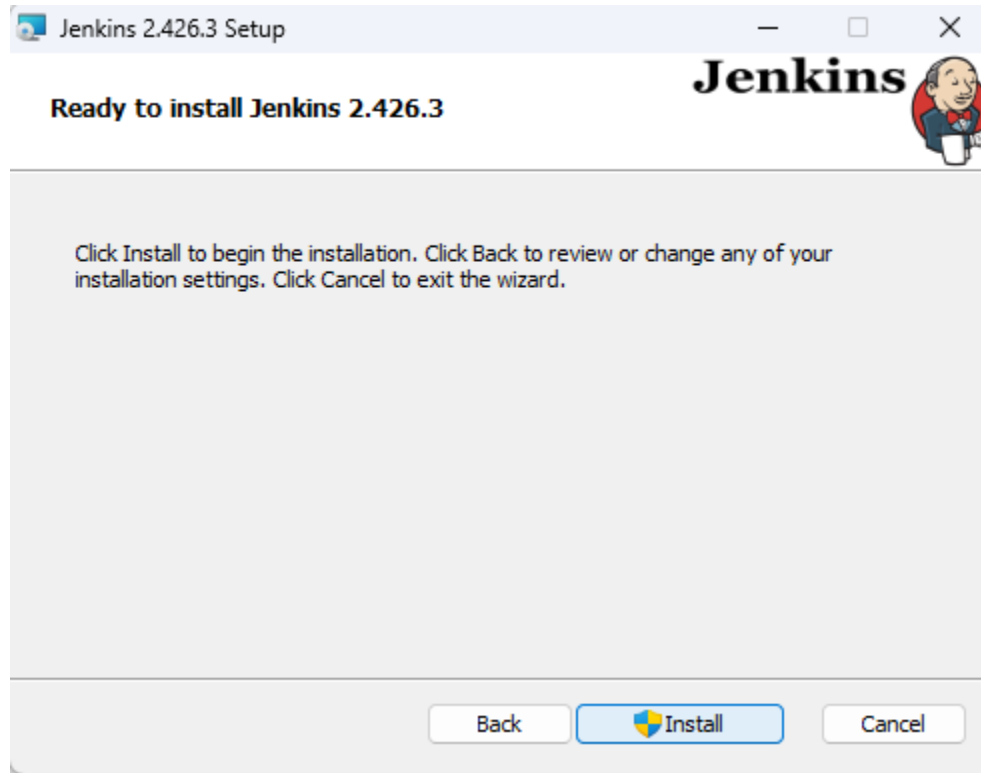 Jenkins 2.426.3 Setup
Jenkins
Ready to install Jenkins 2.426.3
Click Install to begin the installation. Click Back to review or change any of your
installation settings. Click Cancel to exit the wizard.
Back Install Cancel